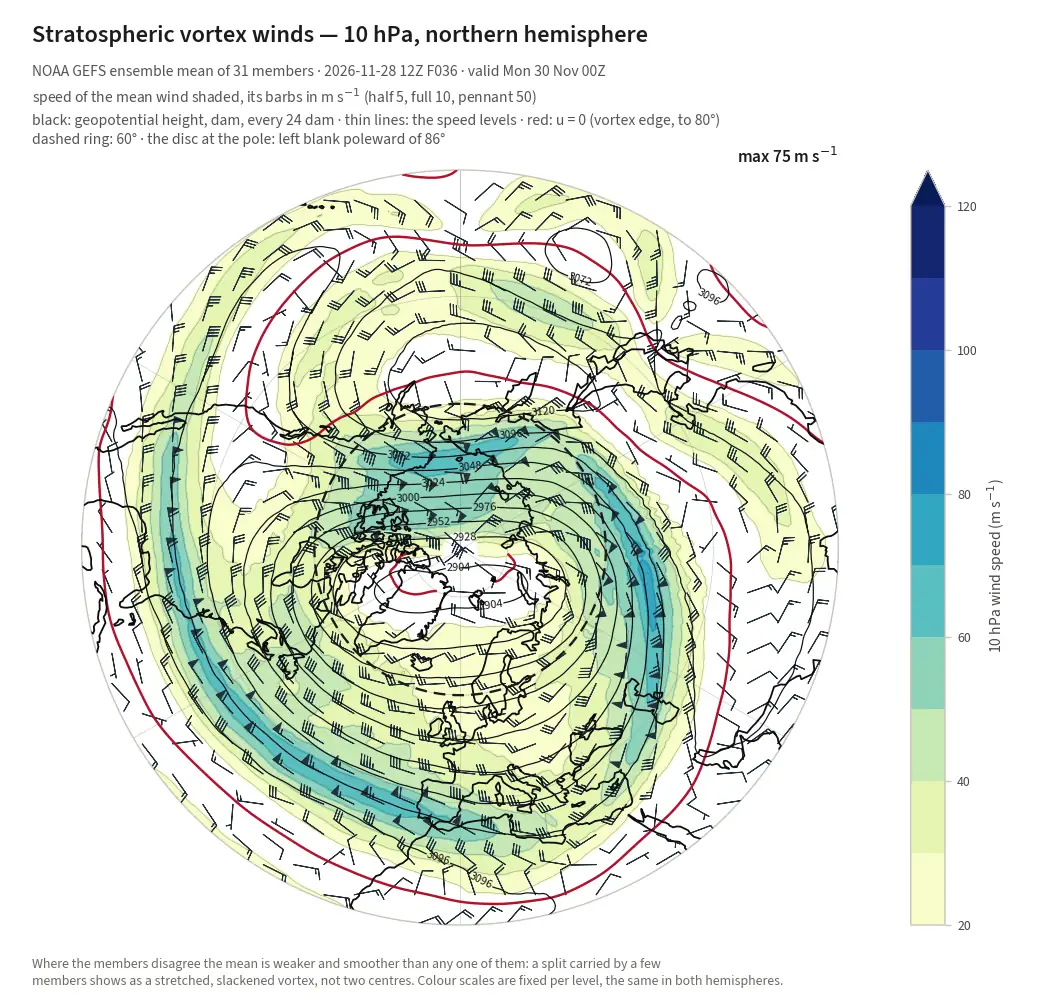 Stratospheric vortex winds — 10 hPa, northern hemisphere
NOAA GEFS ensemble mean of 31 members · 2026-11-28 12Z F036 · valid Mon 30 Nov 00Z
speed of the mean wind shaded, its barbs in m s⁻¹ (half 5, full 10, pennant 50)
black: geopotential height, dam, every 24 dam · thin lines: the speed levels · red: u = 0 (vortex edge, to 80°)
dashed ring: 60° · the disc at the pole: left blank poleward of 86°
max 75 m s⁻¹
120
100
80
60
40
20
10 hPa wind speed (m s⁻¹)
3072
3096
3120
3096
3072
3048
3024
3000
2976
2952
2928
2904
2904
3096
3096
Where the members disagree the mean is weaker and smoother than any one of them: a split carried by a few
members shows as a stretched, slackened vortex, not two centres. Colour scales are fixed per level, the same in both hemispheres.